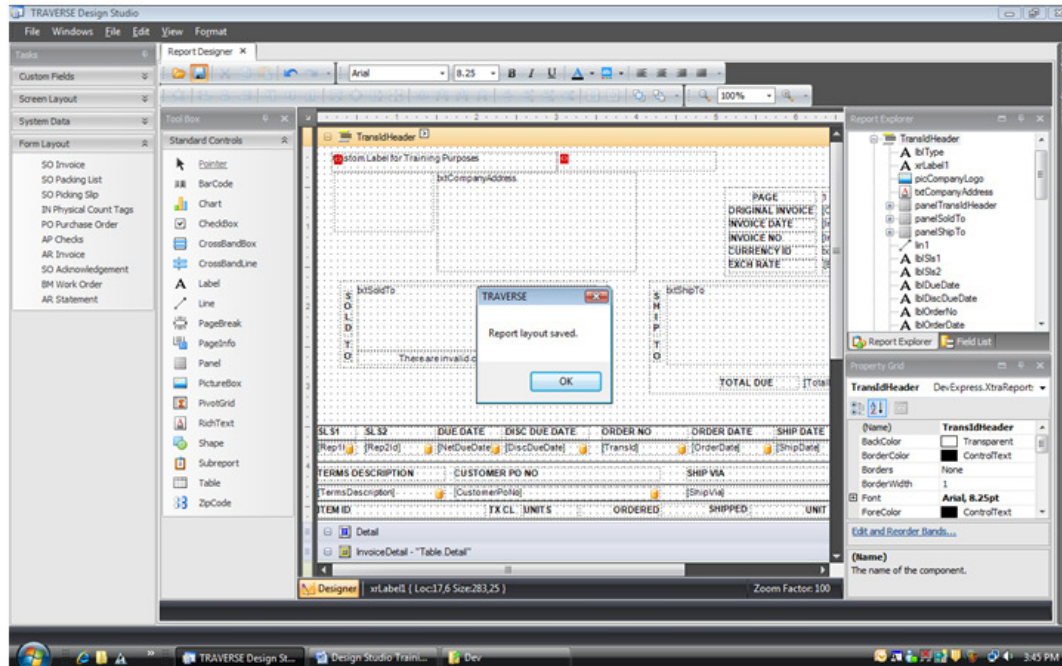 TRAVERSE Design Studio
File Windows File Edit View Format
Tasks
Custom Fields
Screen Layout
System Data
Form Layout
SO Invoice
SO Packing List
SO Picking Slip
IN Physical Count Tags
PO Purchase Order
AP Checks
AR Invoice
SO Acknowledgement
BM Work Order
AR Statement
Report Designer
Arial 8.25 B I U A
100%
Tool Box
Standard Controls
Pointer
BarCode
Chart
CheckBox
CrossBandBox
CrossBandLine
Label
Line
PageBreak
PageInfo
Panel
PictureBox
PivotGrid
RichText
Shape
Subreport
Table
ZipCode
TransIdHeader
stom Label for Training Purposes
txtCompanyAddress
PAGE 1
ORIGINAL INVOICE
INVOICE DATE
INVOICE NO.
CURRENCY ID
EXCH RATE
SOLD TO
txtSoldTo
There are invalid
SHIP TO
txtShipTo
TRAVERSE
Report layout saved.
OK
TOTAL DUE [Total
SLS1 SLS2 DUE DATE DISC DUE DATE ORDER NO ORDER DATE SHIP DATE
[Rep1I [Rep2Id] [NetDueDate] [DiscDueDate] [TransId] [OrderDate] [ShipDate]
TERMS DESCRIPTION CUSTOMER PO NO SHIP VIA
[TermsDescription] [CustomerPoNo] [ShipVia]
ITEM ID TX CL UNITS ORDERED SHIPPED UNIT
Detail
InvoiceDetail - "Table.Detail"
Designer xrLabel1 { Loc:17,6 Size:283,25 } Zoom Factor: 100
Report Explorer
TransIdHeader
lblType
xrLabel1
picCompanyLogo
txtCompanyAddress
panelTransIdHeader
panelSoldTo
panelShipTo
lin1
lblSls1
lblSls2
lblDueDate
lblDiscDueDate
lblOrderNo
lblOrderDate
Report Explorer Field List
Property Grid
TransIdHeader DevExpress.XtraReport:
(Name) TransIdHeader
BackColor Transparent
BorderColor ControlText
Borders None
BorderWidth 1
Font Arial, 8.25pt
ForeColor ControlText
Edit and Reorder Bands...
(Name)
The name of the component.
TRAVERSE Design St... Design Studio Traini... Dev 3:45 PM